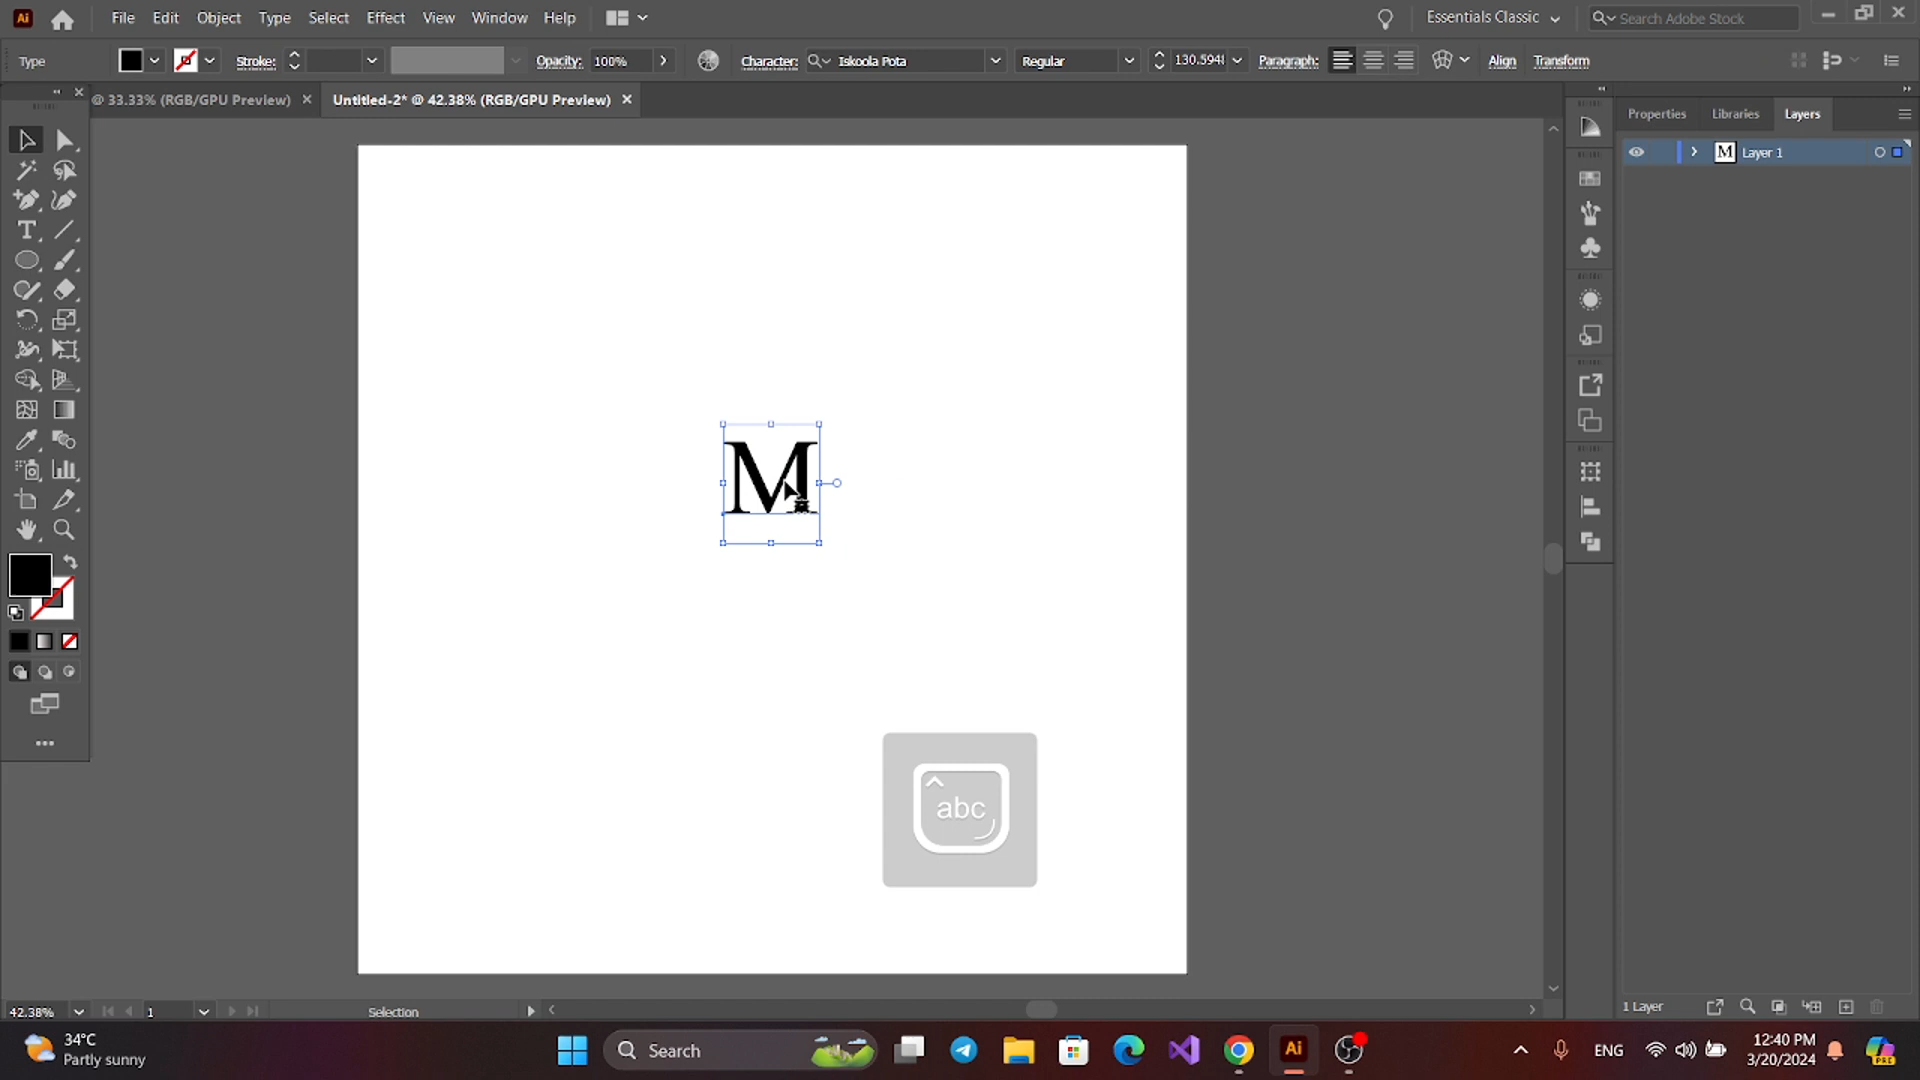 Ai File Edit Object Type Select Effect View Window Help Essentials Classic Search Adobe Stock
Type Stroke: Opacity: 100% Character: Iskoola Pota Regular 130.5948 Paragraph: Align Transform
@ 33.33% (RGB/GPU Preview) × Untitled-2* @ 42.38% (RGB/GPU Preview) ×
Properties Libraries Layers
M Layer 1
M
abc
42.38% 1 Selection 1 Layer
34°C
Partly sunny
Search
Ai
ENG
12:40 PM
3/20/2024
PRE